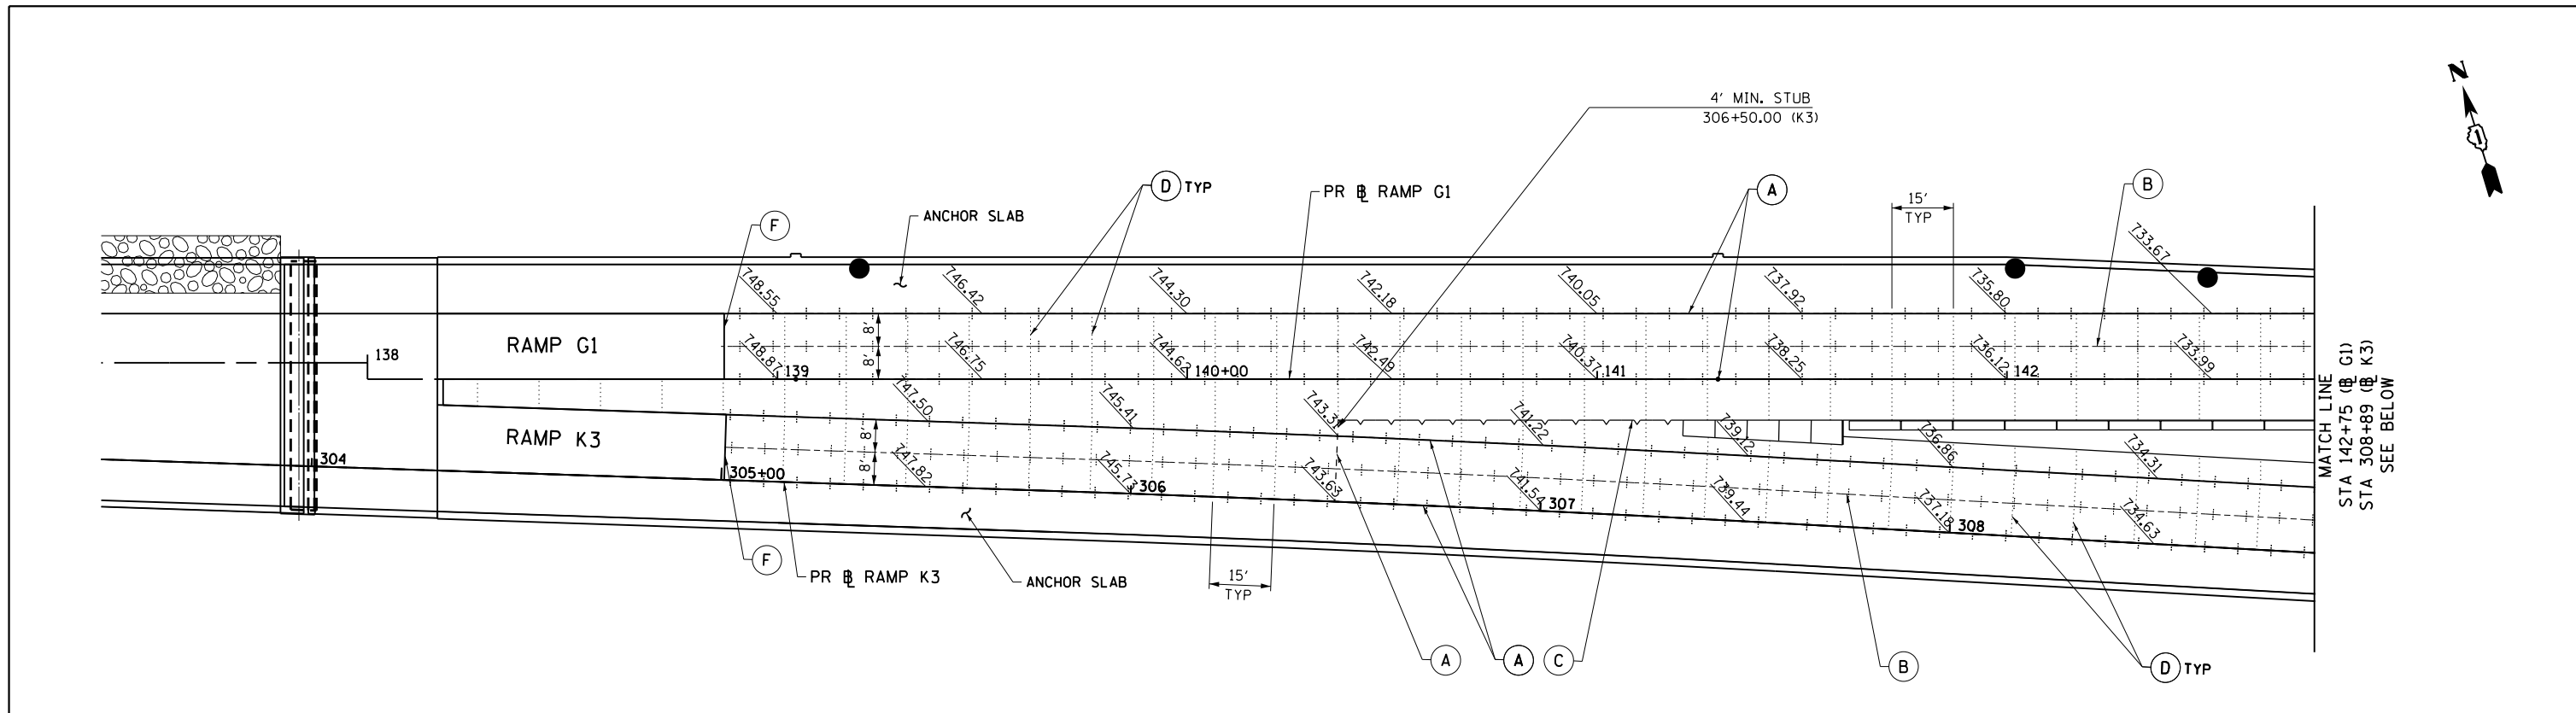 N
4' MIN. STUB
306+50.00 (K3)
D TYP
PR ℄ RAMP G1
A
B
15'
TYP
F
ANCHOR SLAB
748.55
746.42
744.30
742.18
740.05
737.92
735.80
733.67
138
RAMP G1
8'
8'
748.87
139
746.75
744.62
140+00
742.49
740.37
141
738.25
736.12
142
733.99
MATCH LINE
STA 142+75 (℄ G1)
STA 308+89 (℄ K3)
SEE BELOW
RAMP K3
8'
8'
747.50
745.41
743.31
741.22
739.12
736.86
734.31
304
305+00
747.82
745.73
306
743.63
741.54
307
739.44
737.18
308
734.63
F
PR ℄ RAMP K3
ANCHOR SLAB
15'
TYP
A
A
C
B
D TYP